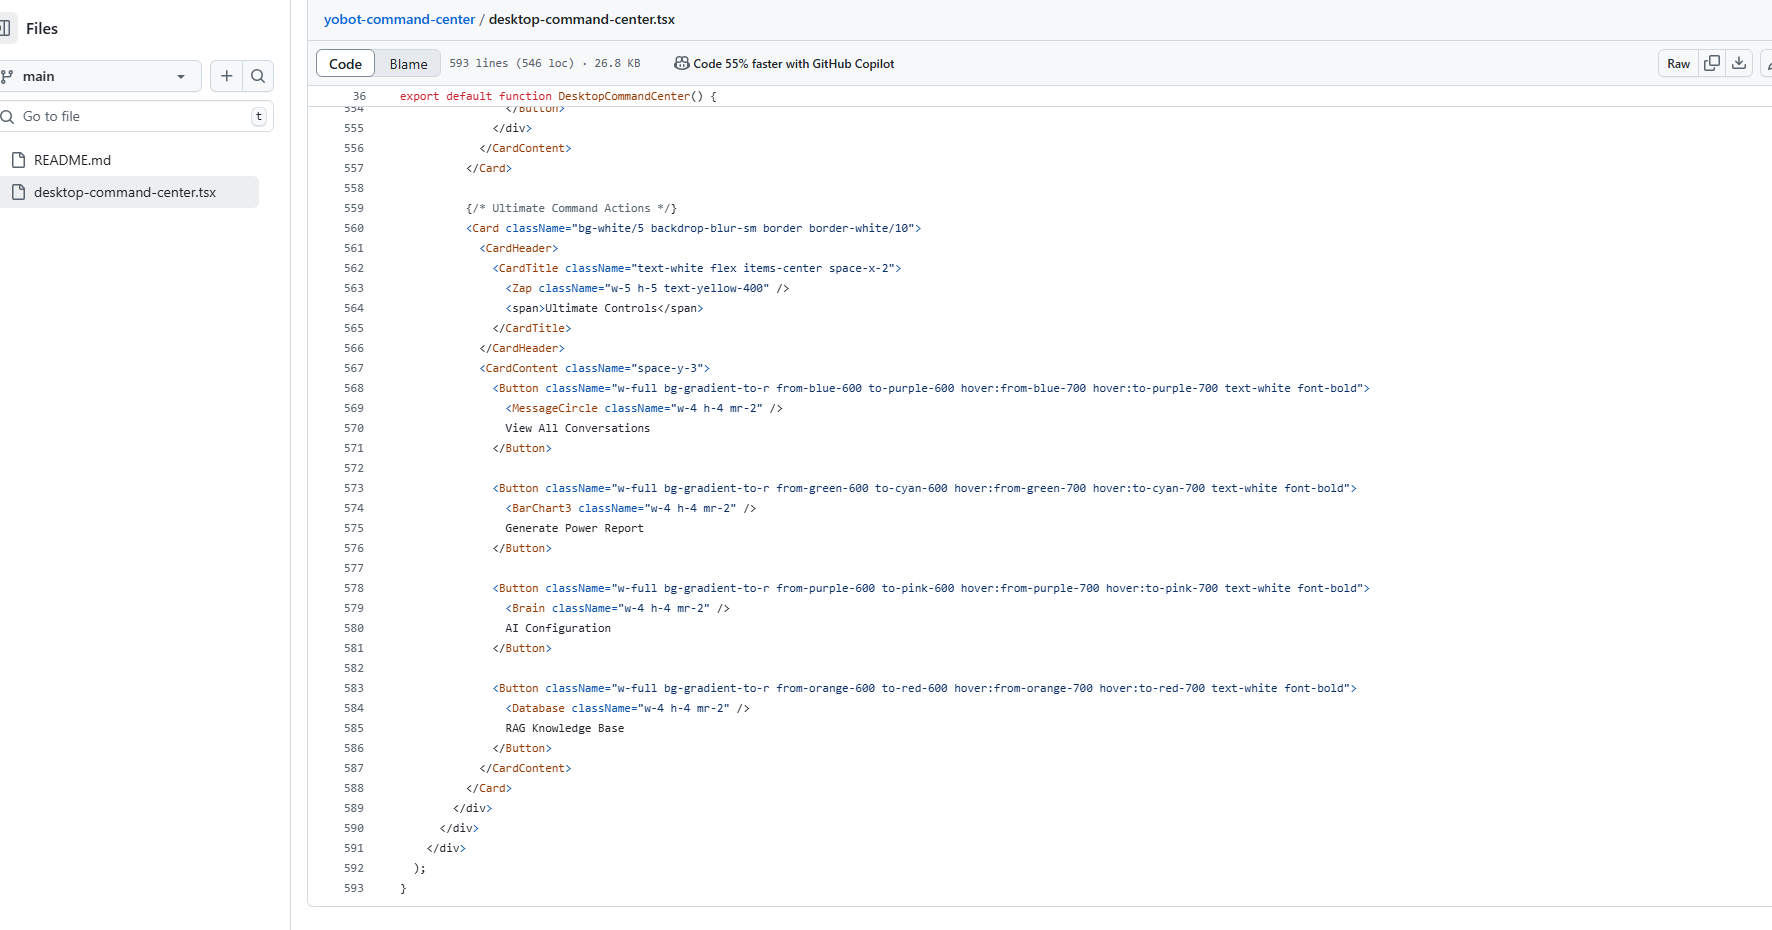 Files
main
Go to file
t
README.md
desktop-command-center.tsx
yobot-command-center / desktop-command-center.tsx
Code Blame 593 lines (546 loc) · 26.8 KB Code 55% faster with GitHub Copilot Raw
36 export default function DesktopCommandCenter() {
554 </Button>
555 </div>
556 </CardContent>
557 </Card>
558
559 {/* Ultimate Command Actions */}
560 <Card className="bg-white/5 backdrop-blur-sm border border-white/10">
561 <CardHeader>
562 <CardTitle className="text-white flex items-center space-x-2">
563 <Zap className="w-5 h-5 text-yellow-400" />
564 <span>Ultimate Controls</span>
565 </CardTitle>
566 </CardHeader>
567 <CardContent className="space-y-3">
568 <Button className="w-full bg-gradient-to-r from-blue-600 to-purple-600 hover:from-blue-700 hover:to-purple-700 text-white font-bold">
569 <MessageCircle className="w-4 h-4 mr-2" />
570 View All Conversations
571 </Button>
572
573 <Button className="w-full bg-gradient-to-r from-green-600 to-cyan-600 hover:from-green-700 hover:to-cyan-700 text-white font-bold">
574 <BarChart3 className="w-4 h-4 mr-2" />
575 Generate Power Report
576 </Button>
577
578 <Button className="w-full bg-gradient-to-r from-purple-600 to-pink-600 hover:from-purple-700 hover:to-pink-700 text-white font-bold">
579 <Brain className="w-4 h-4 mr-2" />
580 AI Configuration
581 </Button>
582
583 <Button className="w-full bg-gradient-to-r from-orange-600 to-red-600 hover:from-orange-700 hover:to-red-700 text-white font-bold">
584 <Database className="w-4 h-4 mr-2" />
585 RAG Knowledge Base
586 </Button>
587 </CardContent>
588 </Card>
589 </div>
590 </div>
591 </div>
592 );
593 }